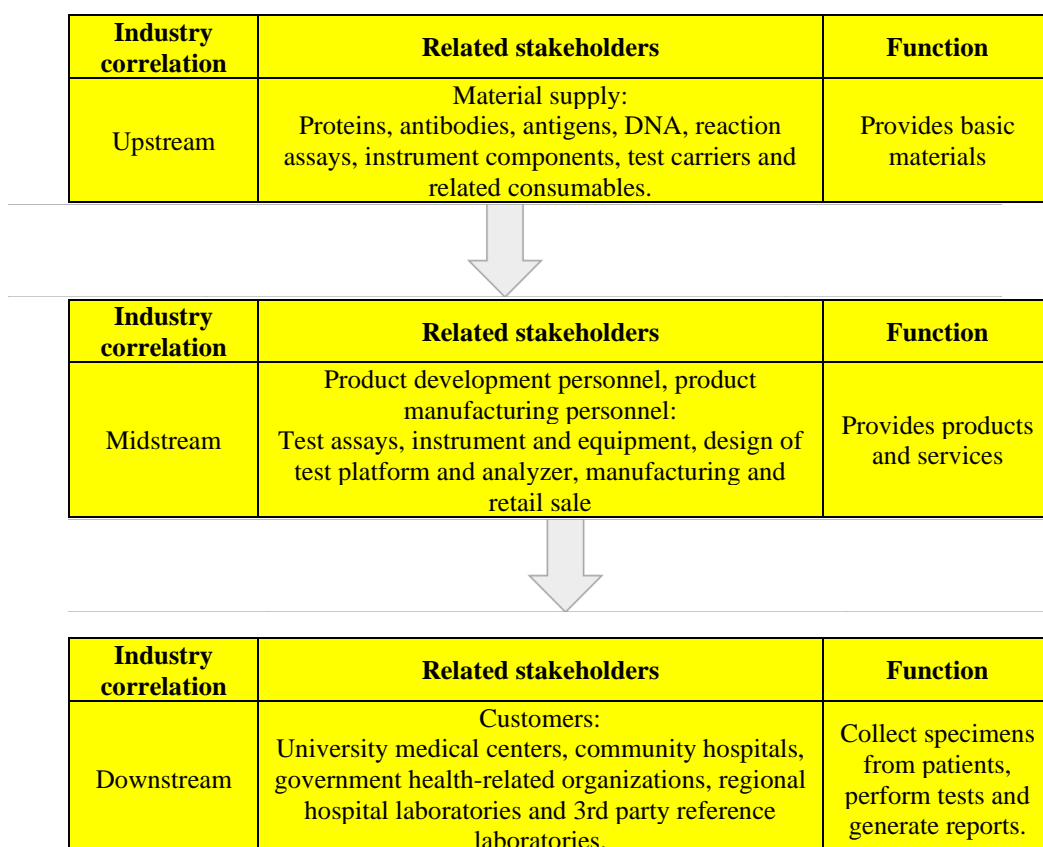 Industry correlation
Related stakeholders
Function
Upstream
Material supply:
Proteins, antibodies, antigens, DNA, reaction
assays, instrument components, test carriers and
related consumables.
Provides basic
materials
Industry correlation
Related stakeholders
Function
Midstream
Product development personnel, product
manufacturing personnel:
Test assays, instrument and equipment, design of
test platform and analyzer, manufacturing and
retail sale
Provides products
and services
Industry correlation
Related stakeholders
Function
Downstream
Customers:
University medical centers, community hospitals,
government health-related organizations, regional
hospital laboratories and 3rd party reference
laboratories.
Collect specimens
from patients,
perform tests and
generate reports.